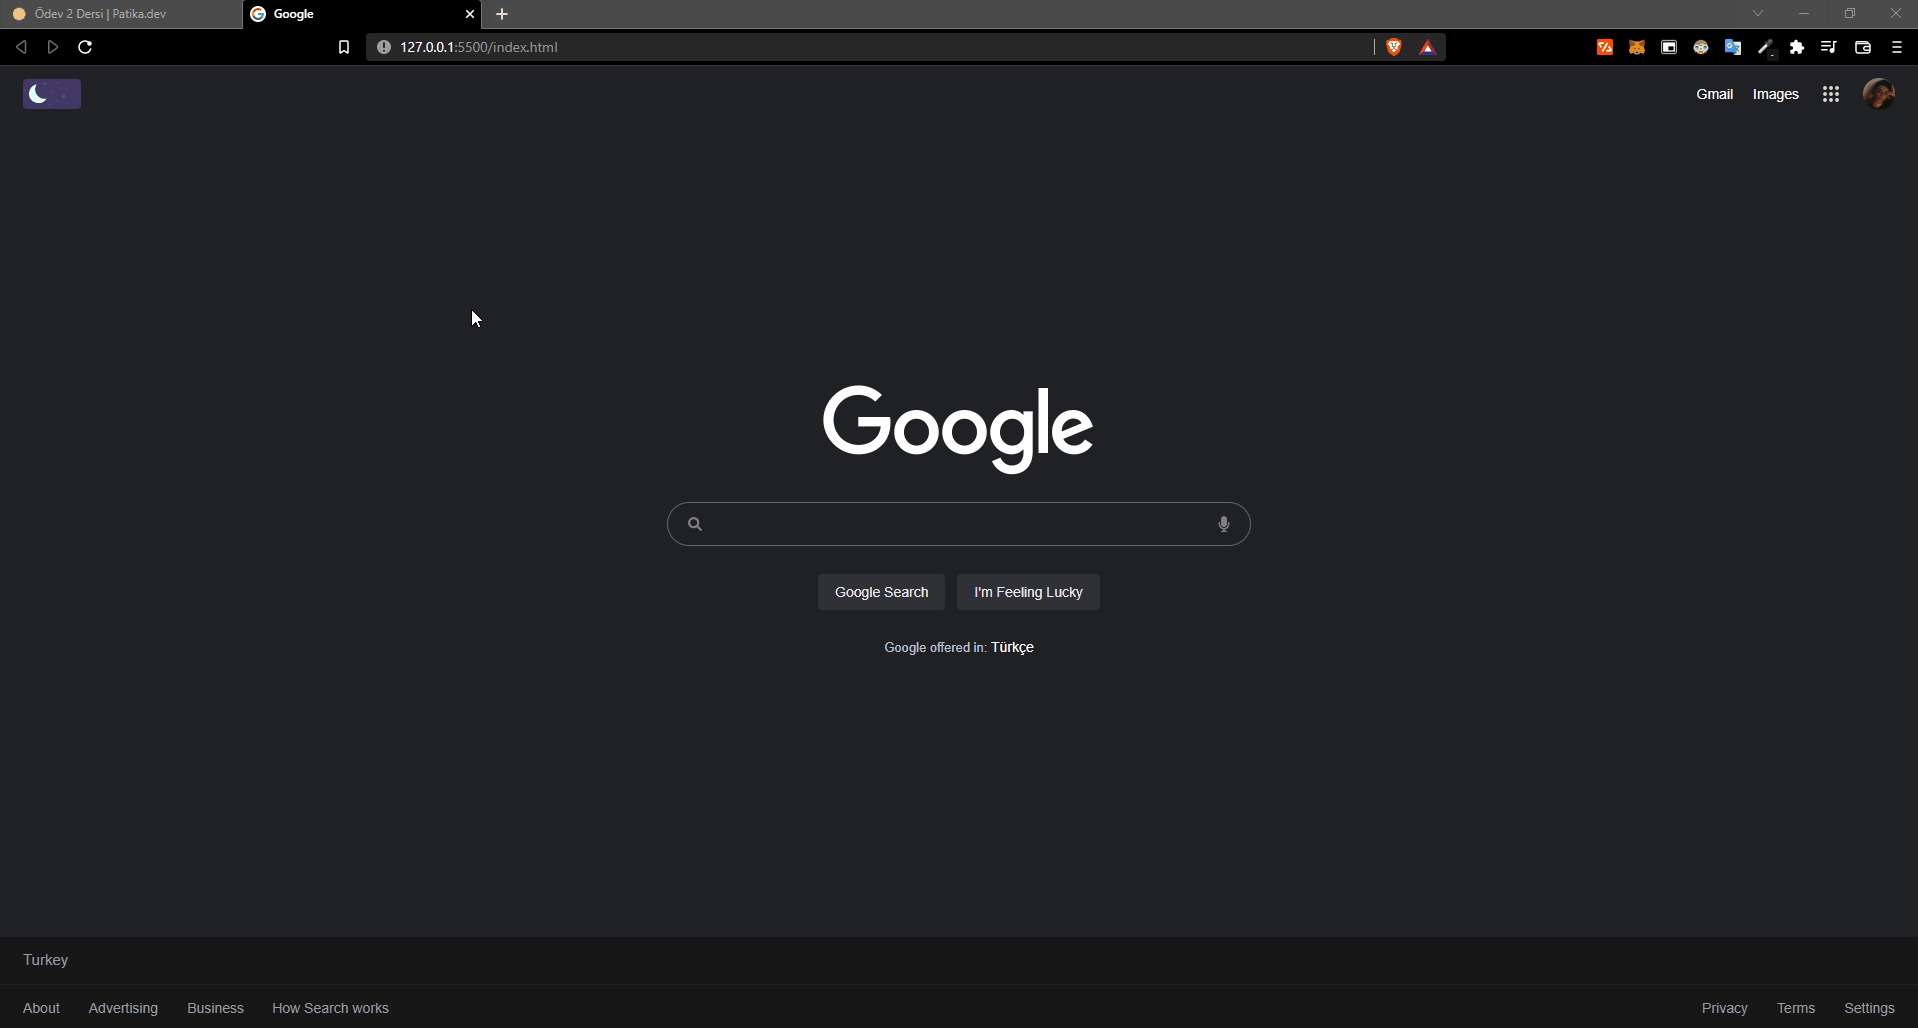 Ödev 2 Dersi | Patika.dev
Google
127.0.0.1:5500/index.html
Gmail Images
Google
Google Search I'm Feeling Lucky
Google offered in: Türkçe
Turkey
About Advertising Business How Search works Privacy Terms Settings